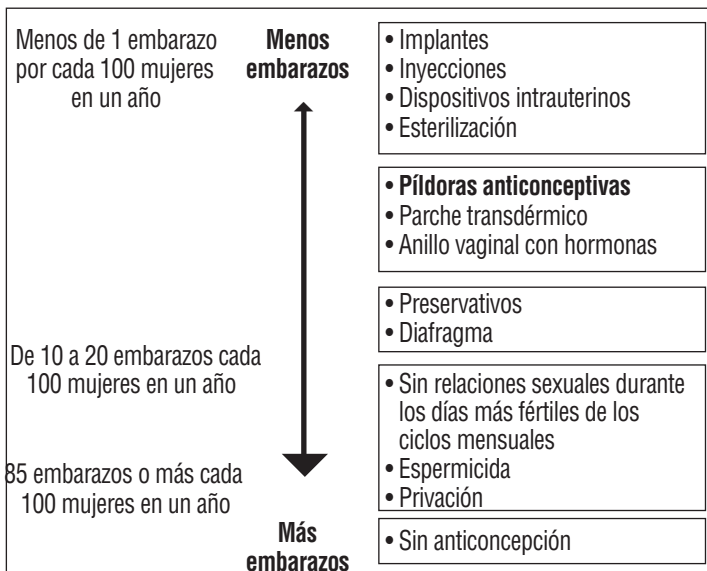 Menos de 1 embarazo
por cada 100 mujeres
en un año
Menos
embarazos
• Implantes
• Inyecciones
• Dispositivos intrauterinos
• Esterilización
• Píldoras anticonceptivas
• Parche transdérmico
• Anillo vaginal con hormonas
• Preservativos
• Diafragma
De 10 a 20 embarazos cada
100 mujeres en un año
• Sin relaciones sexuales durante
los días más fértiles de los
ciclos mensuales
• Espermicida
• Privación
85 embarazos o más cada
100 mujeres en un año
Más
embarazos
• Sin anticoncepción